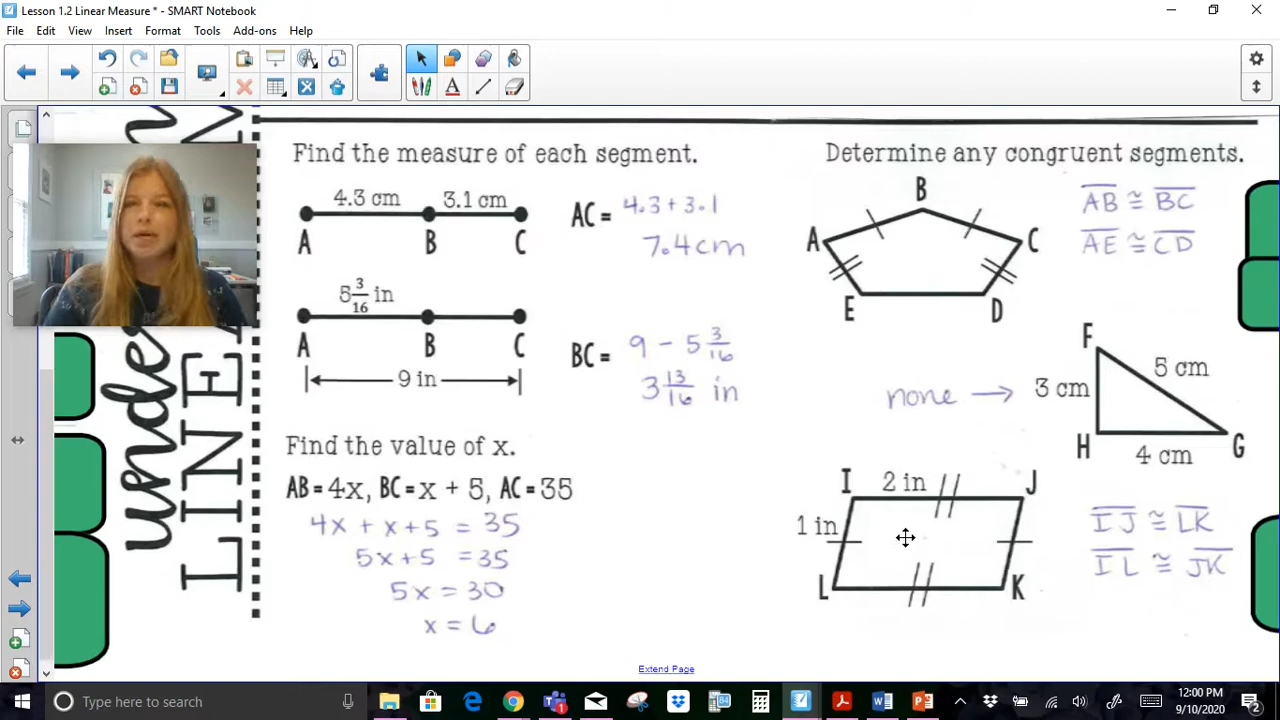 Lesson 1.2 Linear Measure * - SMART Notebook
File Edit View Insert Format Tools Add-ons Help
unde
LINE
Find the measure of each segment.
4.3 cm 3.1 cm
A B C
AC = 4.3 + 3.1
7.4 cm
5 3/16 in
A B C
9 in
BC = 9 - 5 3/16
3 13/16 in
Find the value of x.
AB = 4x, BC = x + 5, AC = 35
4x + x + 5 = 35
5x + 5 = 35
5x = 30
x = 6
Determine any congruent segments.
B
A C
E D
AB ≅ BC
AE ≅ CD
F
3 cm 5 cm
none →
H G
4 cm
I 2 in J
1 in
L K
IJ ≅ LK
IL ≅ JK
Extend Page
Type here to search
12:00 PM
9/10/2020
2